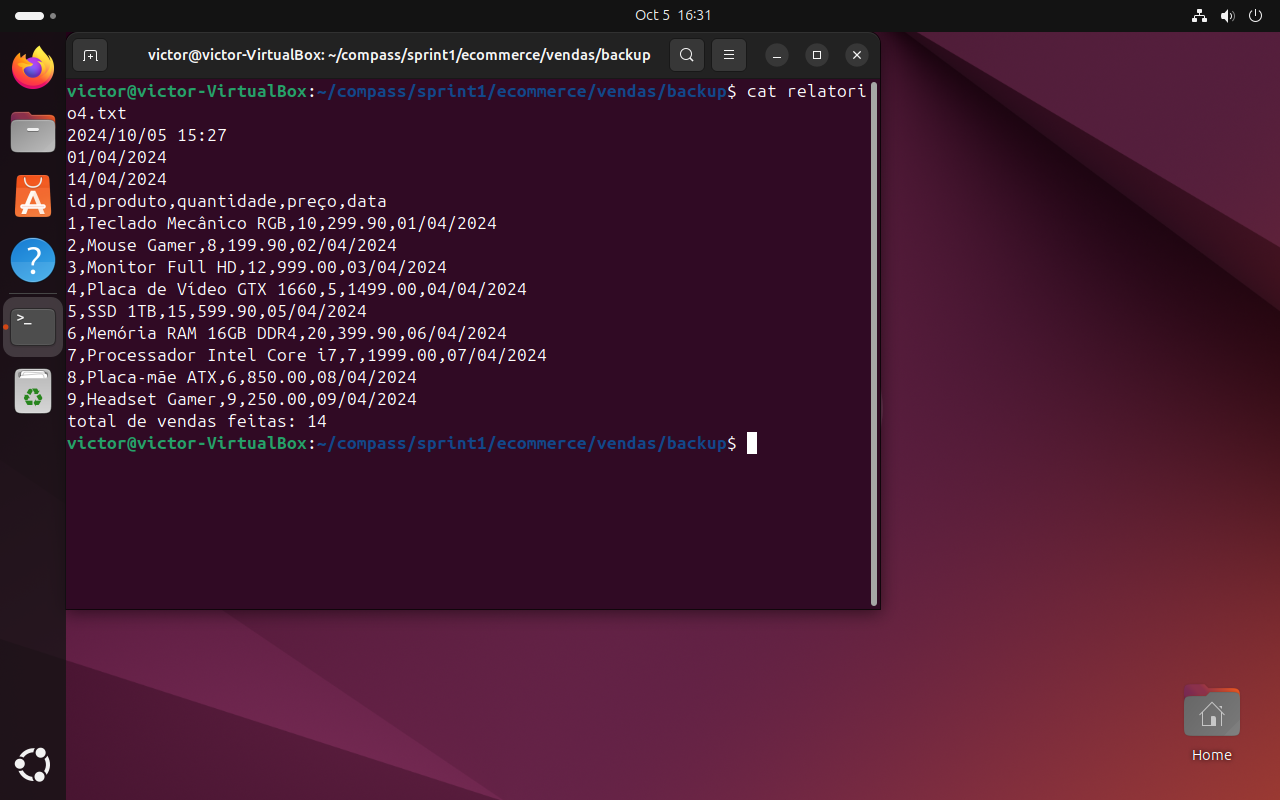 Oct 5 16:31
victor@victor-VirtualBox: ~/compass/sprint1/ecommerce/vendas/backup
victor@victor-VirtualBox:~/compass/sprint1/ecommerce/vendas/backup$ cat relatori
o4.txt
2024/10/05 15:27
01/04/2024
14/04/2024
id,produto,quantidade,preço,data
1,Teclado Mecânico RGB,10,299.90,01/04/2024
2,Mouse Gamer,8,199.90,02/04/2024
3,Monitor Full HD,12,999.00,03/04/2024
4,Placa de Vídeo GTX 1660,5,1499.00,04/04/2024
5,SSD 1TB,15,599.90,05/04/2024
6,Memória RAM 16GB DDR4,20,399.90,06/04/2024
7,Processador Intel Core i7,7,1999.00,07/04/2024
8,Placa-mãe ATX,6,850.00,08/04/2024
9,Headset Gamer,9,250.00,09/04/2024
total de vendas feitas: 14
victor@victor-VirtualBox:~/compass/sprint1/ecommerce/vendas/backup$
Home